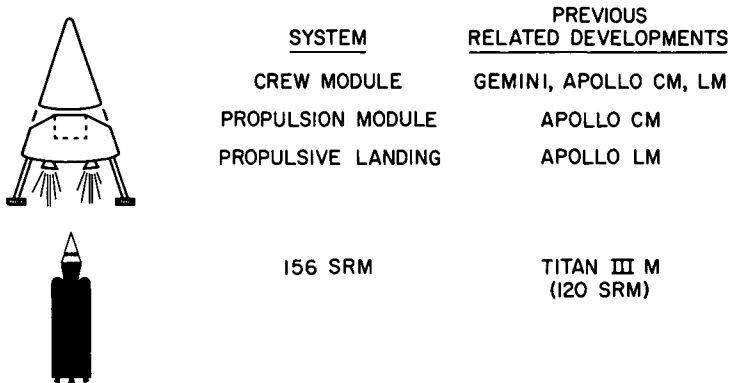 SYSTEM PREVIOUS RELATED DEVELOPMENTS
CREW MODULE GEMINI, APOLLO CM, LM
PROPULSION MODULE APOLLO CM
PROPULSIVE LANDING APOLLO LM
156 SRM TITAN III M
(120 SRM)